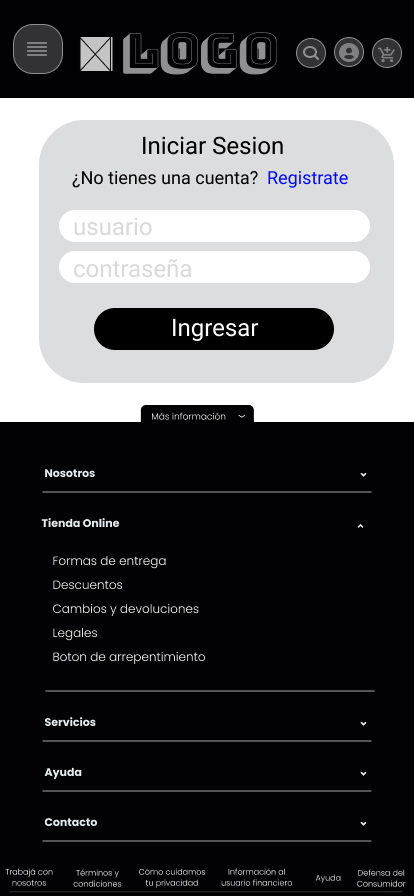 LOGO
Iniciar Sesion
¿No tienes una cuenta? Registrate
usuario
contraseña
Ingresar
Más información
Nosotros
Tienda Online
Formas de entrega
Descuentos
Cambios y devoluciones
Legales
Boton de arrepentimiento
Servicios
Ayuda
Contacto
Trabajá con
nosotros
Términos y
condiciones
Cómo cuidamos
tu privacidad
Información al
usuario financiero
Ayuda
Defensa del
Consumidor